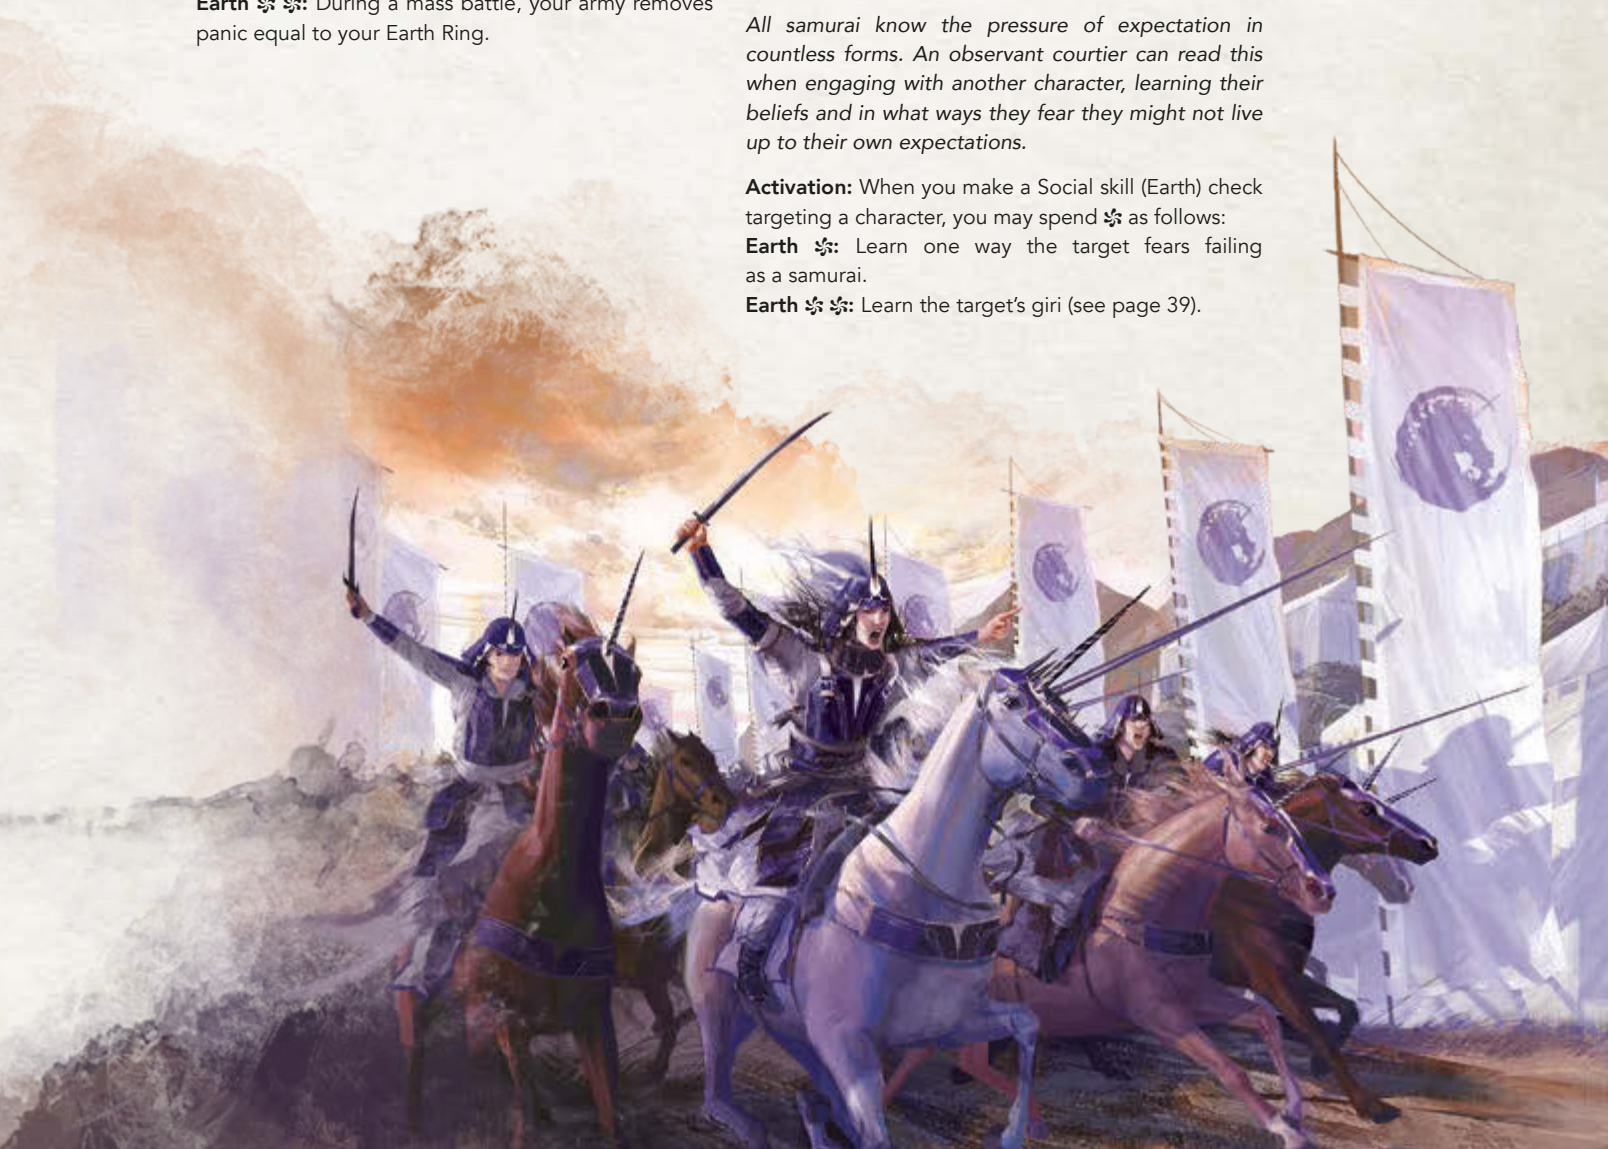 Earth ༄ ༄: During a mass battle, your army removes
panic equal to your Earth Ring.
All samurai know the pressure of expectation in
countless forms. An observant courtier can read this
when engaging with another character, learning their
beliefs and in what ways they fear they might not live
up to their own expectations.
Activation: When you make a Social skill (Earth) check
targeting a character, you may spend ༄ as follows:
Earth ༄: Learn one way the target fears failing
as a samurai.
Earth ༄ ༄: Learn the target’s giri (see page 39).